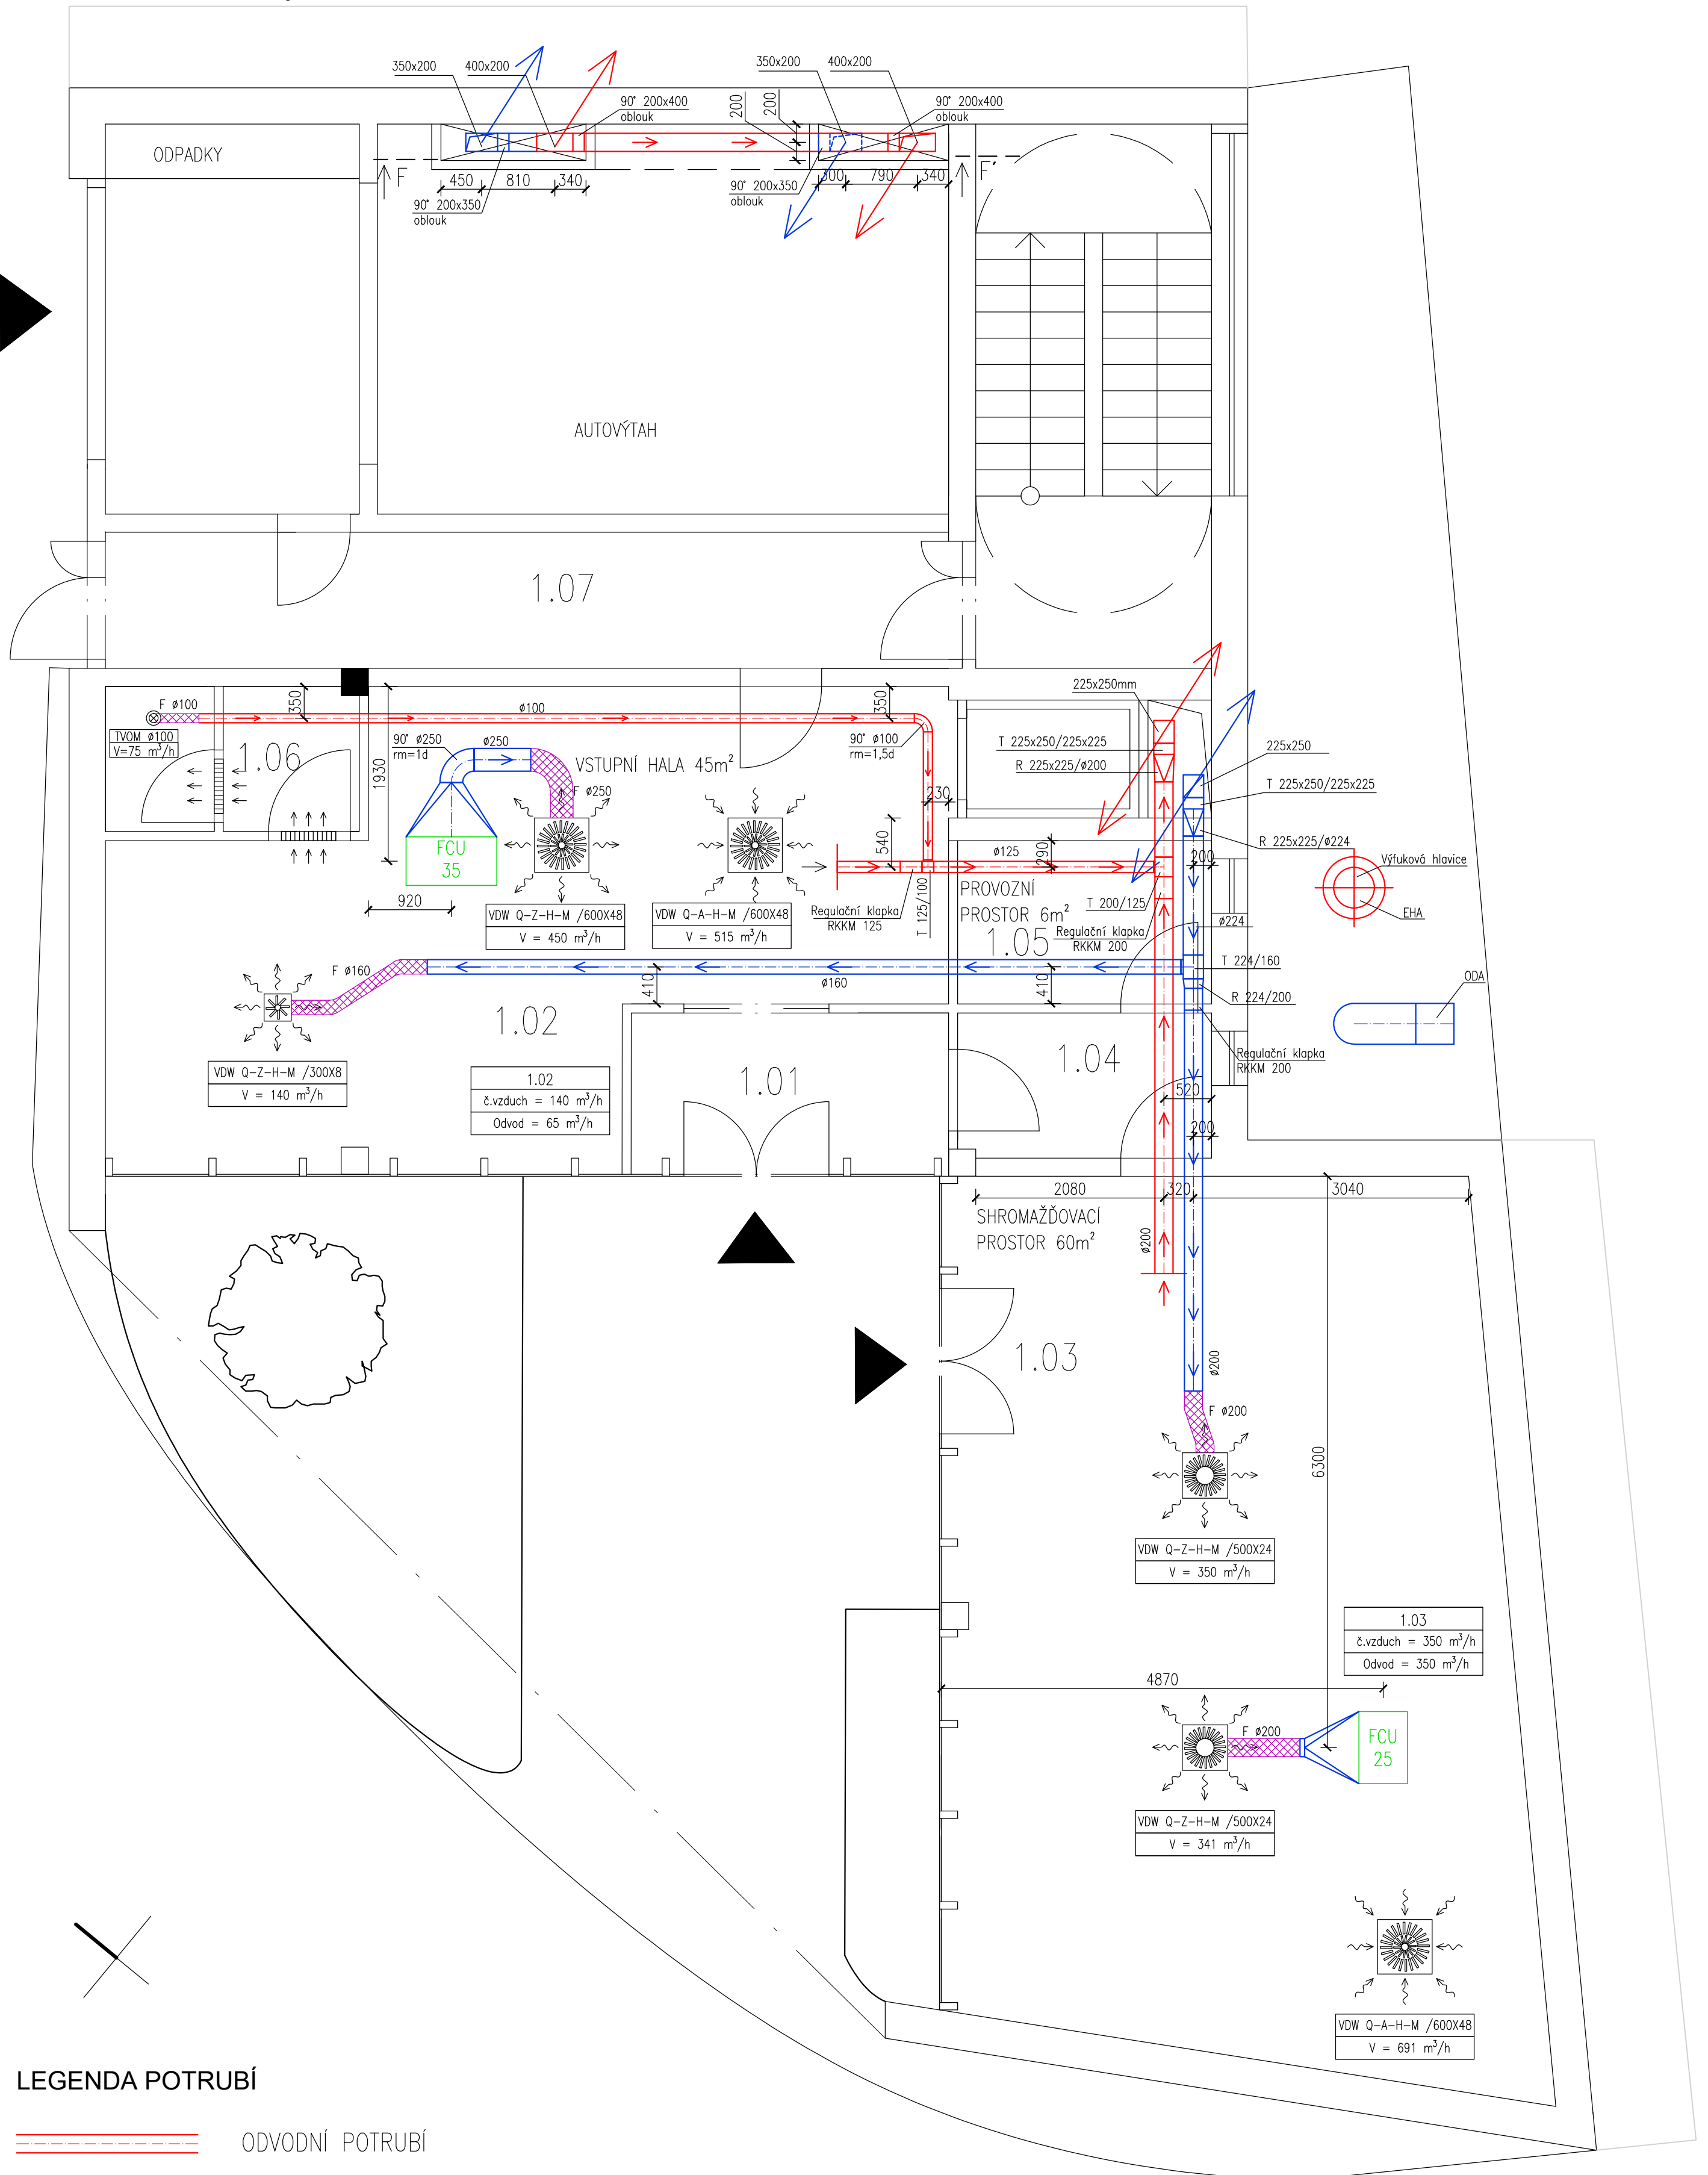 350x200
400x200
90° 200x400
oblouk
200
200
350x200
400x200
90° 200x400
oblouk
ODPADKY
F
450
810
340
90° 200x350
oblouk
90° 200x350
oblouk
300
790
340
F'
AUTOVÝTAH
1.07
F ø100
350
ø100
350
225x250mm
TVOM ø100
V=75 m³/h
1.06
1930
90° ø250
rm=1d
ø250
VSTUPNÍ HALA 45m²
90° ø100
rm=1,5d
T 225x250/225x225
R 225x225/ø200
225x250
T 225x250/225x225
F ø250
230
540
FCU
35
ø125
290
200
R 225x225/ø224
Výfuková hlavice
EHA
920
VDW Q-Z-H-M /600X48
V = 450 m³/h
VDW Q-A-H-M /600X48
V = 515 m³/h
Regulační klapka
RKKM 125
T 125/100
PROVOZNÍ
PROSTOR 6m²
1.05
T 200/125
Regulační klapka
RKKM 200
ø224
T 224/160
F ø160
410
ø160
410
R 224/200
ODA
1.02
1.04
Regulační klapka
RKKM 200
VDW Q-Z-H-M /300X8
V = 140 m³/h
1.02
č.vzduch = 140 m³/h
Odvod = 65 m³/h
1.01
520
200
2080
320
3040
SHROMAŽĎOVACÍ
PROSTOR 60m²
ø200
1.03
ø200
F ø200
6300
VDW Q-Z-H-M /500X24
V = 350 m³/h
1.03
č.vzduch = 350 m³/h
Odvod = 350 m³/h
4870
F ø200
FCU
25
VDW Q-Z-H-M /500X24
V = 341 m³/h
VDW Q-A-H-M /600X48
V = 691 m³/h
LEGENDA POTRUBÍ
ODVODNÍ POTRUBÍ